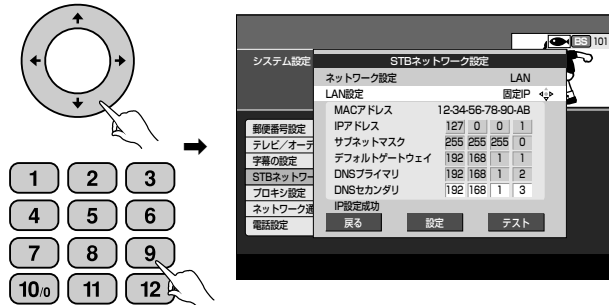 BS 101
システム設定
STBネットワーク設定
ネットワーク設定 LAN
LAN設定 固定IP
MACアドレス 12-34-56-78-90-AB
IPアドレス 127 0 0 1
サブネットマスク 255 255 255 0
デフォルトゲートウェイ 192 168 1 1
DNSプライマリ 192 168 1 2
DNSセカンダリ 192 168 1 3
IP設定成功
戻る 設定 テスト
郵便番号設定
テレビ/オーデ
字幕の設定
STBネットワー
プロキシ設定
ネットワーク通
電話設定
1 2 3
4 5 6
7 8 9
10/0 11 12